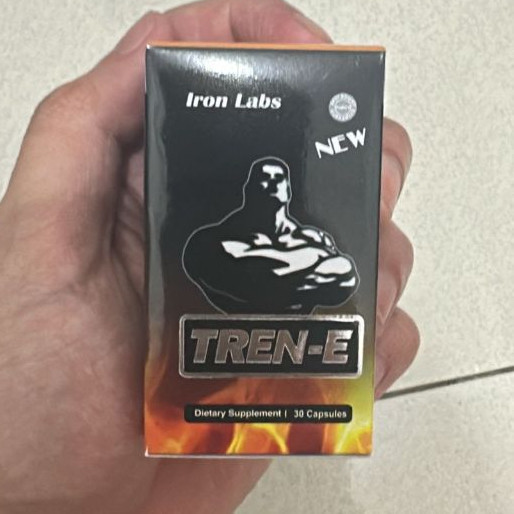 Iron Labs
NEW
TREN-E
Dietary Supplement | 30 Capsules